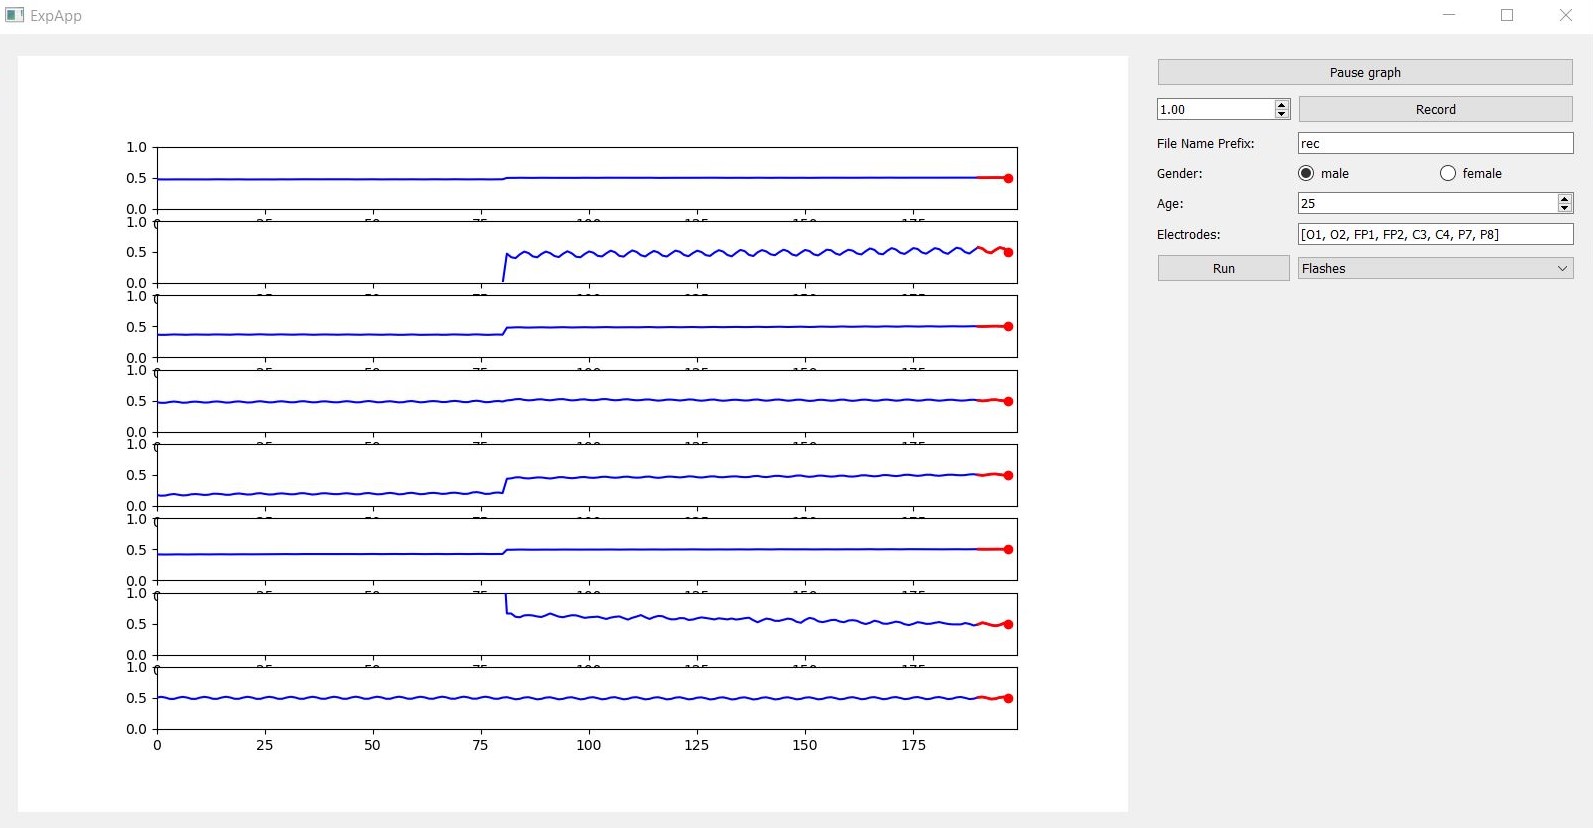 ExpApp
Pause graph
1.00
Record
File Name Prefix:
rec
Gender:
male
female
Age:
25
Electrodes:
[O1, O2, FP1, FP2, C3, C4, P7, P8]
Run
Flashes
1.0
0.5
0.0
1.0
0.5
0.0
1.0
0.5
0.0
1.0
0.5
0.0
1.0
0.5
0.0
1.0
0.5
0.0
1.0
0.5
0.0
1.0
0.5
0.0
0 25 50 75 100 125 150 175